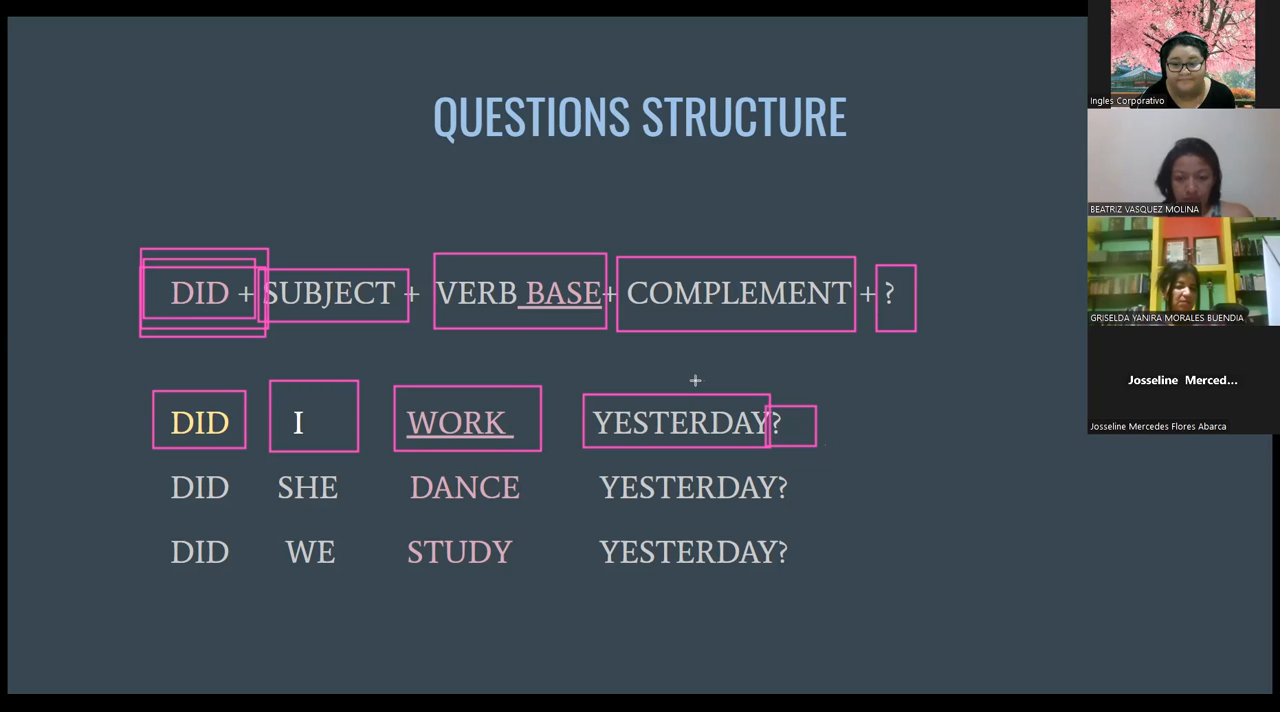 QUESTIONS STRUCTURE
DID + SUBJECT + VERB BASE+ COMPLEMENT + ?
DID I WORK YESTERDAY?
DID SHE DANCE YESTERDAY?
DID WE STUDY YESTERDAY?
Ingles Corporativo
BEATRIZ VASQUEZ MOLINA
GRISELDA YANIRA MORALES BUENDIA
Josseline Merced...
Josseline Mercedes Flores Abarca